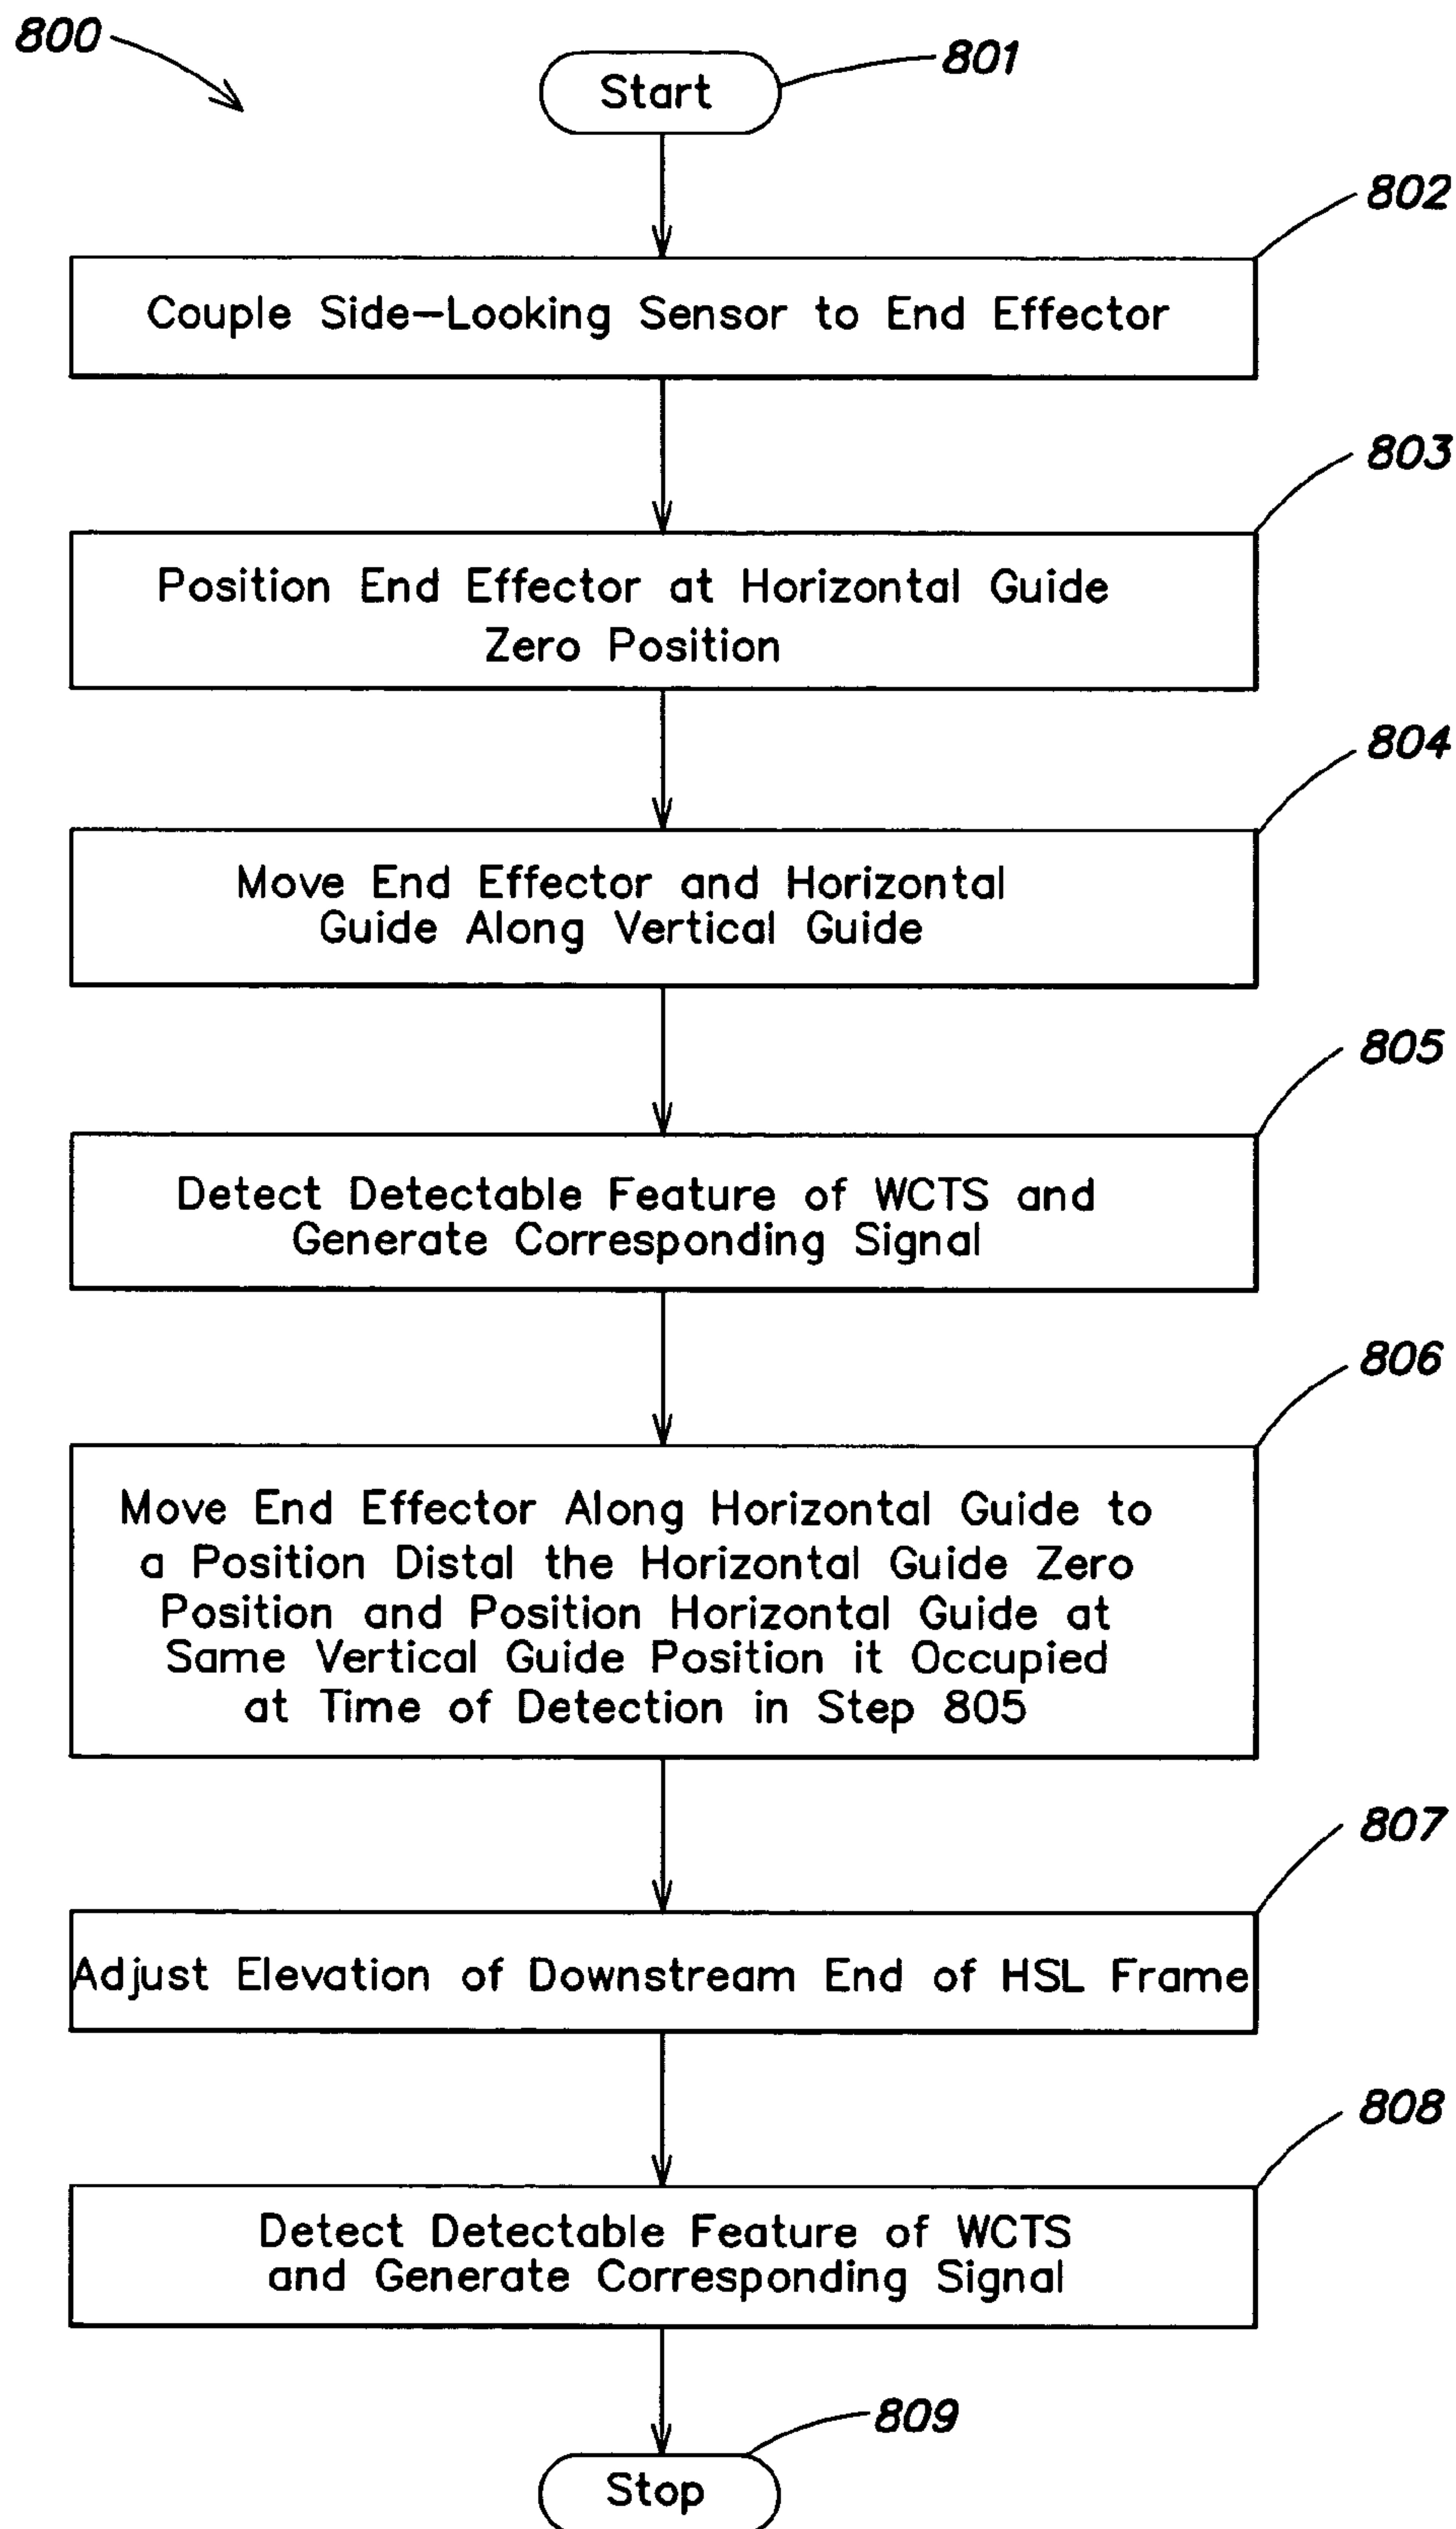 800
Start
801
802
Couple Side-Looking Sensor to End Effector
803
Position End Effector at Horizontal Guide
Zero Position
804
Move End Effector and Horizontal
Guide Along Vertical Guide
805
Detect Detectable Feature of WCTS and
Generate Corresponding Signal
806
Move End Effector Along Horizontal Guide to
a Position Distal the Horizontal Guide Zero
Position and Position Horizontal Guide at
Same Vertical Guide Position it Occupied
at Time of Detection in Step 805
807
Adjust Elevation of Downstream End of HSL Frame
808
Detect Detectable Feature of WCTS
and Generate Corresponding Signal
809
Stop